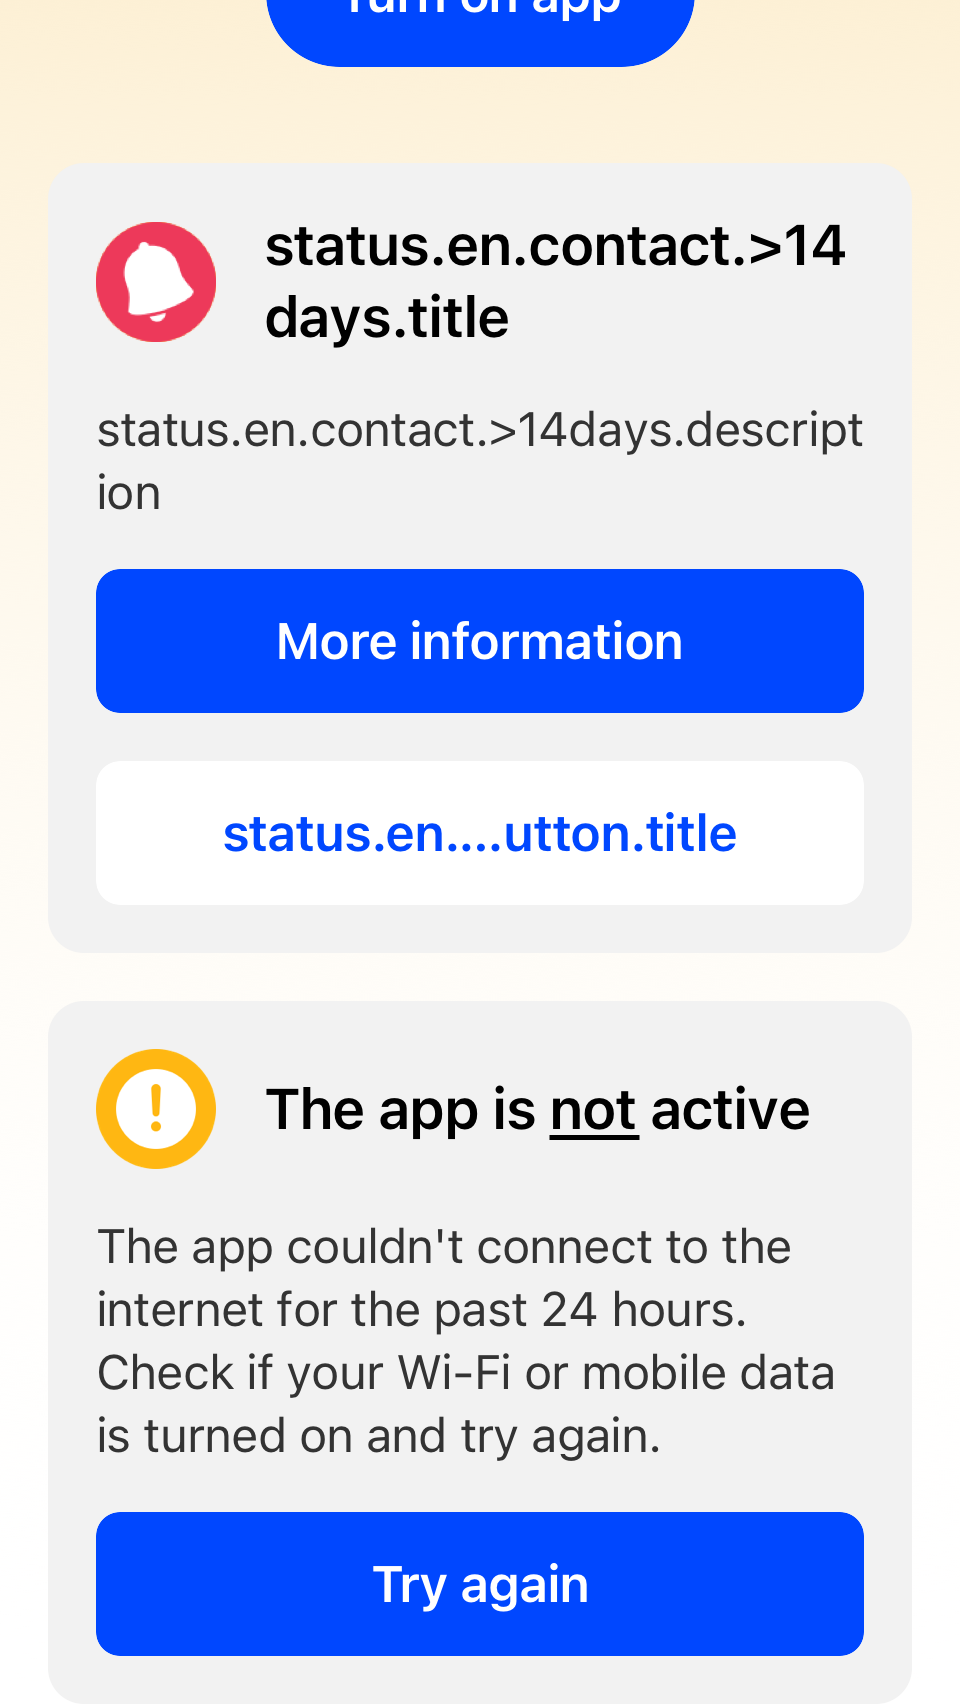 Turn on app
status.en.contact.>14
days.title
status.en.contact.>14days.descript
ion
More information
status.en....utton.title
The app is not active
The app couldn't connect to the
internet for the past 24 hours.
Check if your Wi-Fi or mobile data
is turned on and try again.
Try again